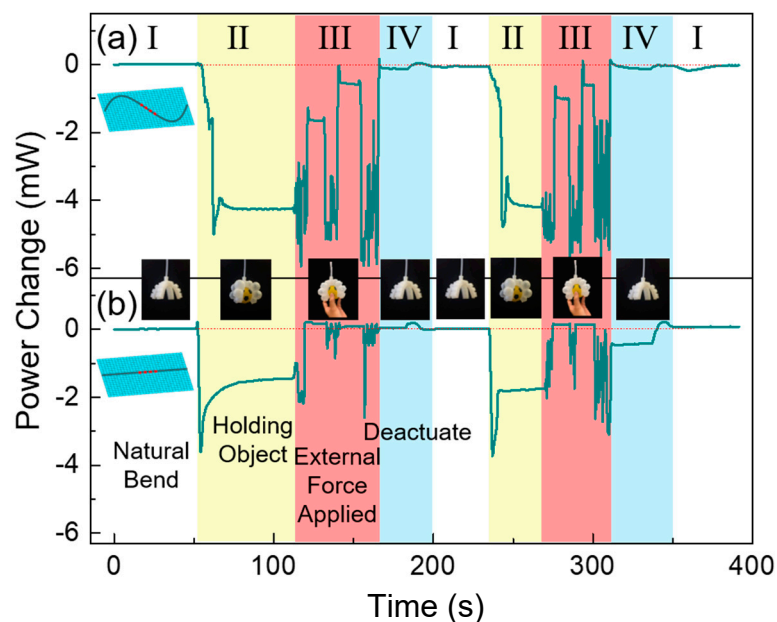 (a) I II III IV I II III IV I
0
-2
-4
-6
(b)
0
-2
-4
-6
Power Change (mW)
Natural
Bend
Holding
Object
External
Force
Applied
Deactuate
0 100 200 300 400
Time (s)